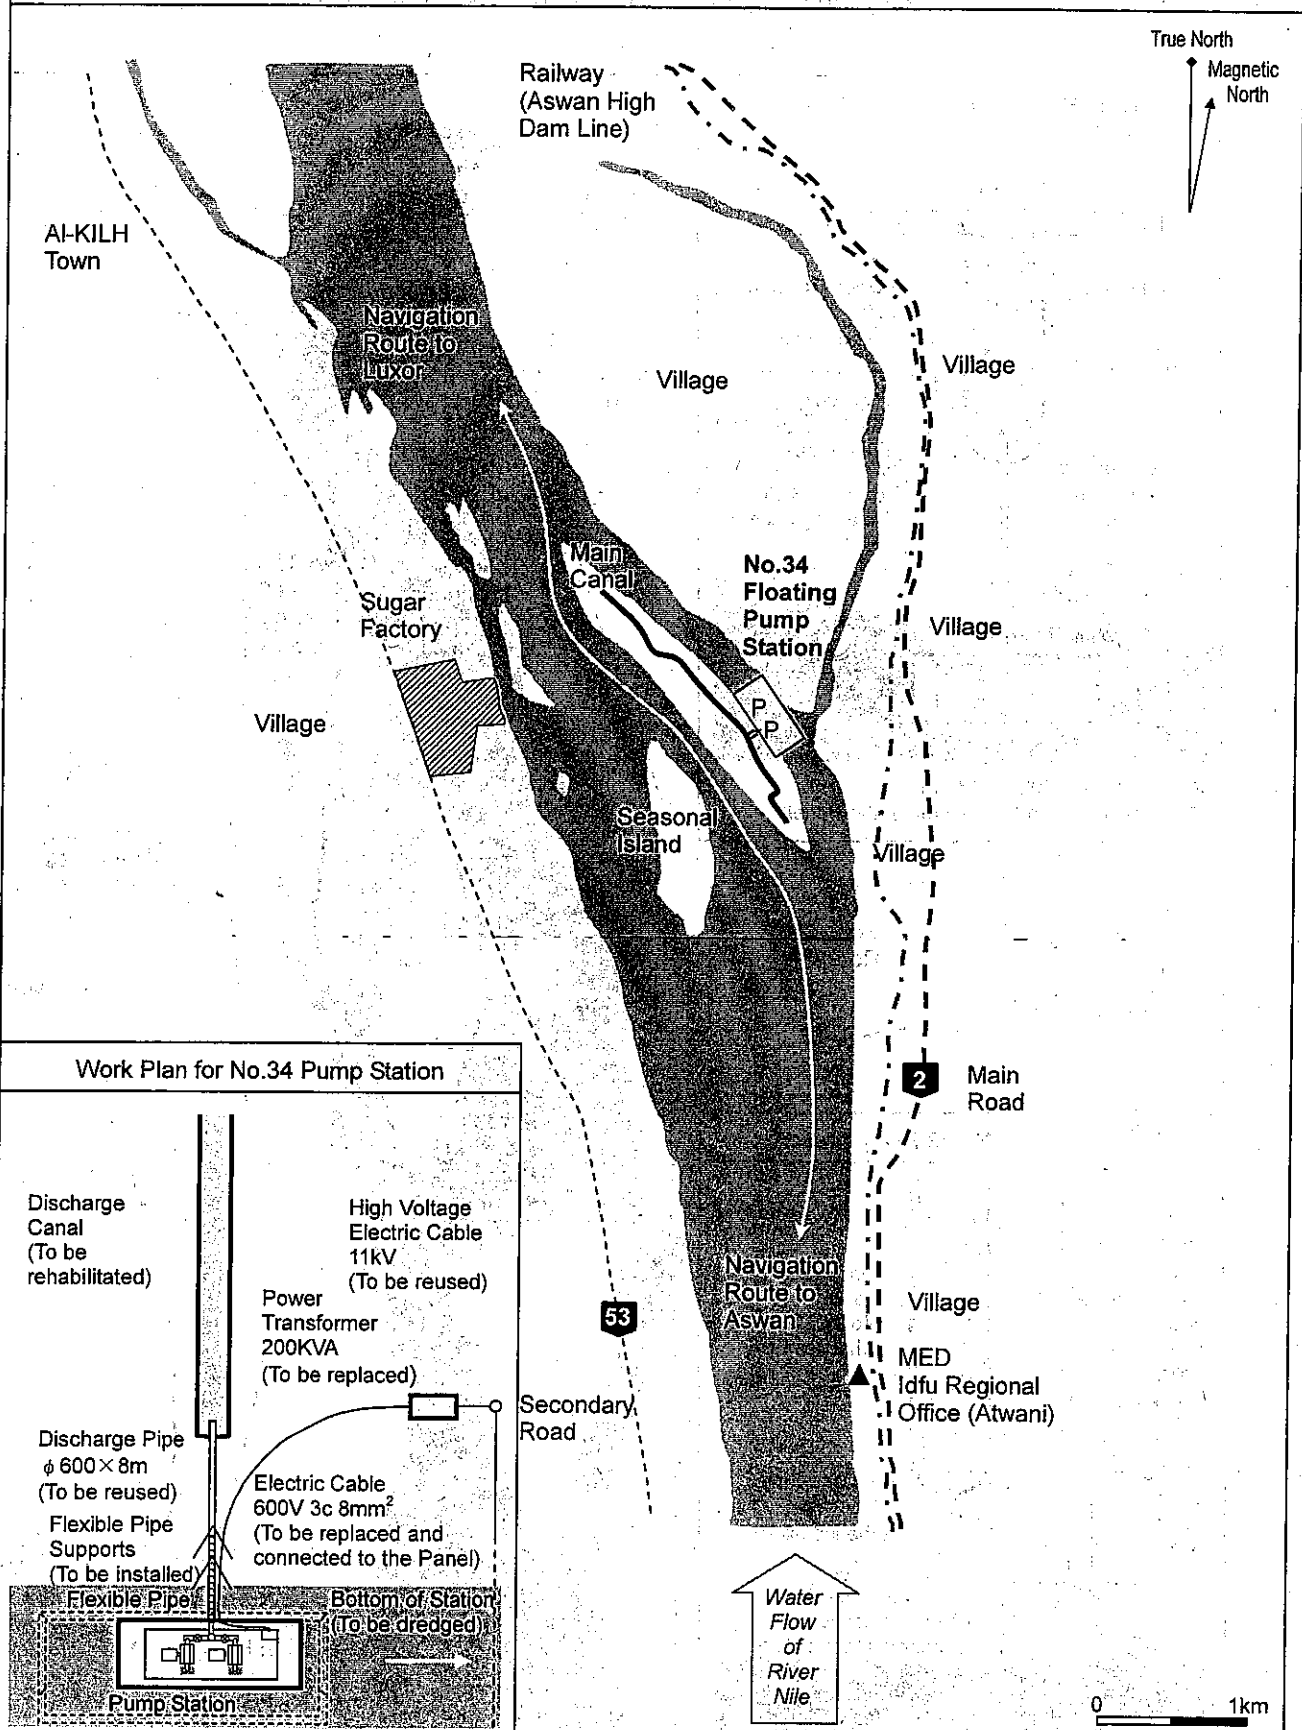 True North
Magnetic
North
Railway
(Aswan High
Dam Line)
Al-KILH
Town
Navigation
Route to
Luxor
Village
Village
Main
Canal
No.34
Floating
Pump
Station
Sugar
Factory
Village
Village
P
P
Seasonal
Island
Village
2
Main
Road
Work Plan for No.34 Pump Station
Discharge
Canal
(To be
rehabilitated)
High Voltage
Electric Cable
11kV
(To be reused)
Power
Transformer
200KVA
(To be replaced)
53
Navigation
Route to
Aswan
Village
MED
Idfu Regional
Office (Atwani)
Secondary
Road
Discharge Pipe
ϕ 600×8m
(To be reused)
Electric Cable
600V 3c 8mm²
(To be replaced and
connected to the Panel)
Flexible Pipe
Supports
(To be installed)
Flexible Pipe
Bottom of Station
(To be dredged)
Pump Station
Water
Flow
of
River
Nile
0 1km